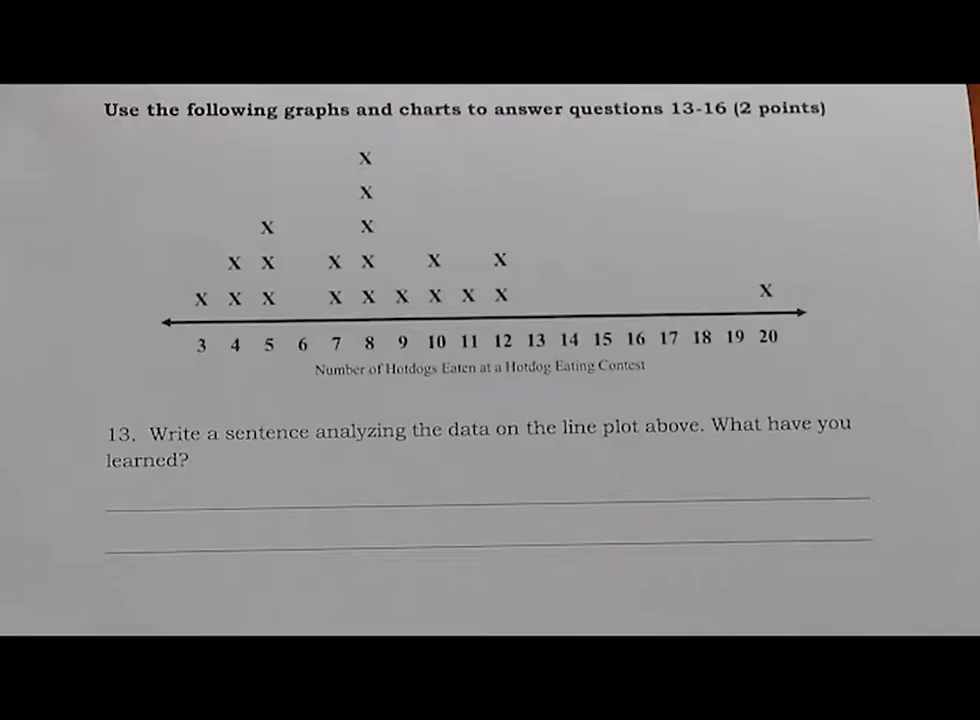 Use the following graphs and charts to answer questions 13-16 (2 points)
X
X
X X
X X X X X X
X X X X X X X X X X
3 4 5 6 7 8 9 10 11 12 13 14 15 16 17 18 19 20
Number of Hotdogs Eaten at a Hotdog Eating Contest
13. Write a sentence analyzing the data on the line plot above. What have you
learned?